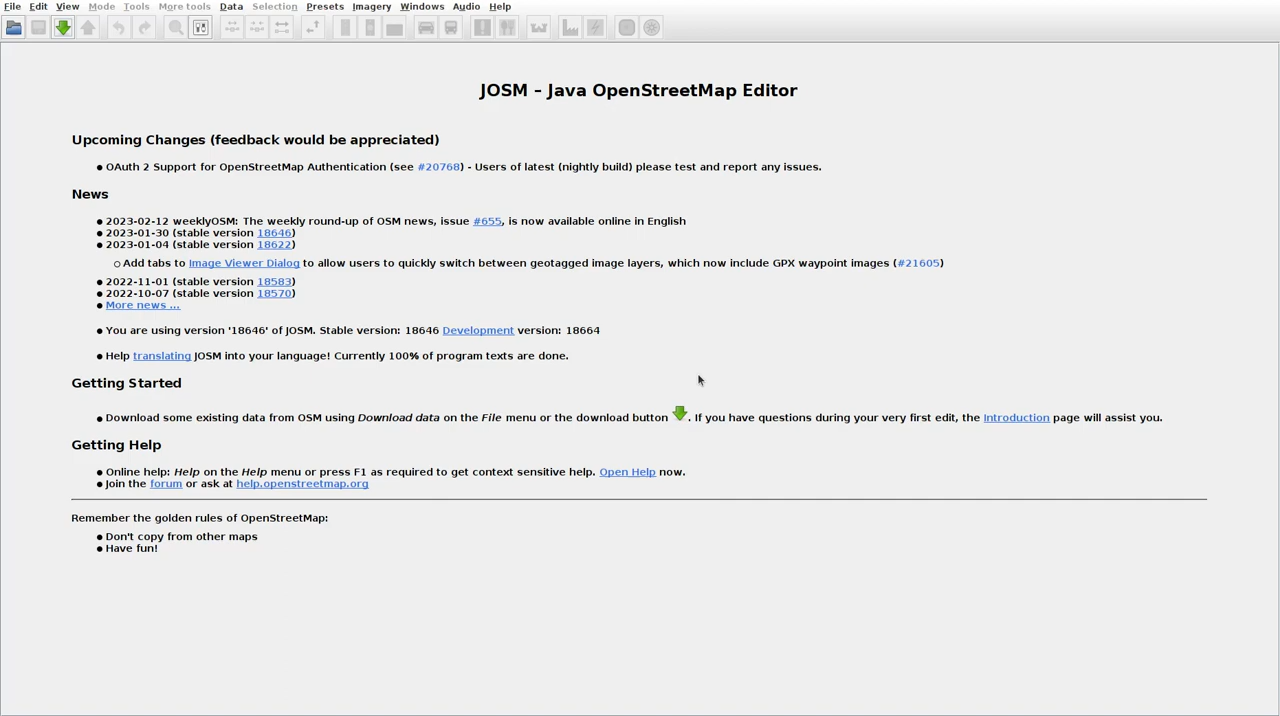 File Edit View Mode Tools More tools Data Selection Presets Imagery Windows Audio Help
JOSM – Java OpenStreetMap Editor
Upcoming Changes (feedback would be appreciated)
● OAuth 2 Support for OpenStreetMap Authentication (see #20768) - Users of latest (nightly build) please test and report any issues.
News
● 2023-02-12 weeklyOSM: The weekly round-up of OSM news, issue #655, is now available online in English
● 2023-01-30 (stable version 18646)
● 2023-01-04 (stable version 18622)
○ Add tabs to Image Viewer Dialog to allow users to quickly switch between geotagged image layers, which now include GPX waypoint images (#21605)
● 2022-11-01 (stable version 18583)
● 2022-10-07 (stable version 18570)
● More news ...
● You are using version '18646' of JOSM. Stable version: 18646 Development version: 18664
● Help translating JOSM into your language! Currently 100% of program texts are done.
Getting Started
● Download some existing data from OSM using Download data on the File menu or the download button . If you have questions during your very first edit, the Introduction page will assist you.
Getting Help
● Online help: Help on the Help menu or press F1 as required to get context sensitive help. Open Help now.
● Join the forum or ask at help.openstreetmap.org
Remember the golden rules of OpenStreetMap:
● Don't copy from other maps
● Have fun!